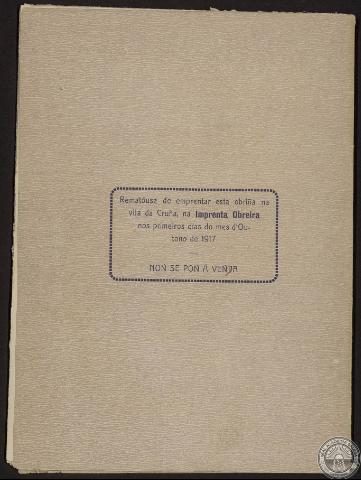 Rematóuse de emprentar esta obriña na
vila da Cruña, na Imprenta Obreira
nos primeiros días do mes d'Ou-
tono de 1917
NON SE PON Á VENDA